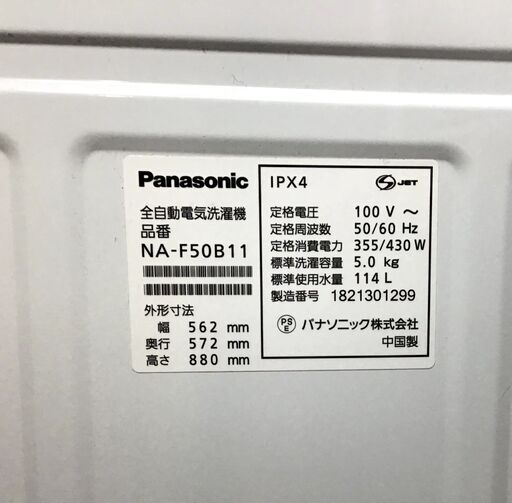 Panasonic
全自動電気洗濯機
品番
NA-F50B11
外形寸法
幅 562 mm
奥行 572 mm
高さ 880 mm
IPX4
S JET
定格電圧 100 V ～
定格周波数 50/60 Hz
定格消費電力 355/430 W
標準洗濯容量 5.0 kg
標準使用水量 114 L
製造番号 1821301299
PS E パナソニック株式会社
中国製